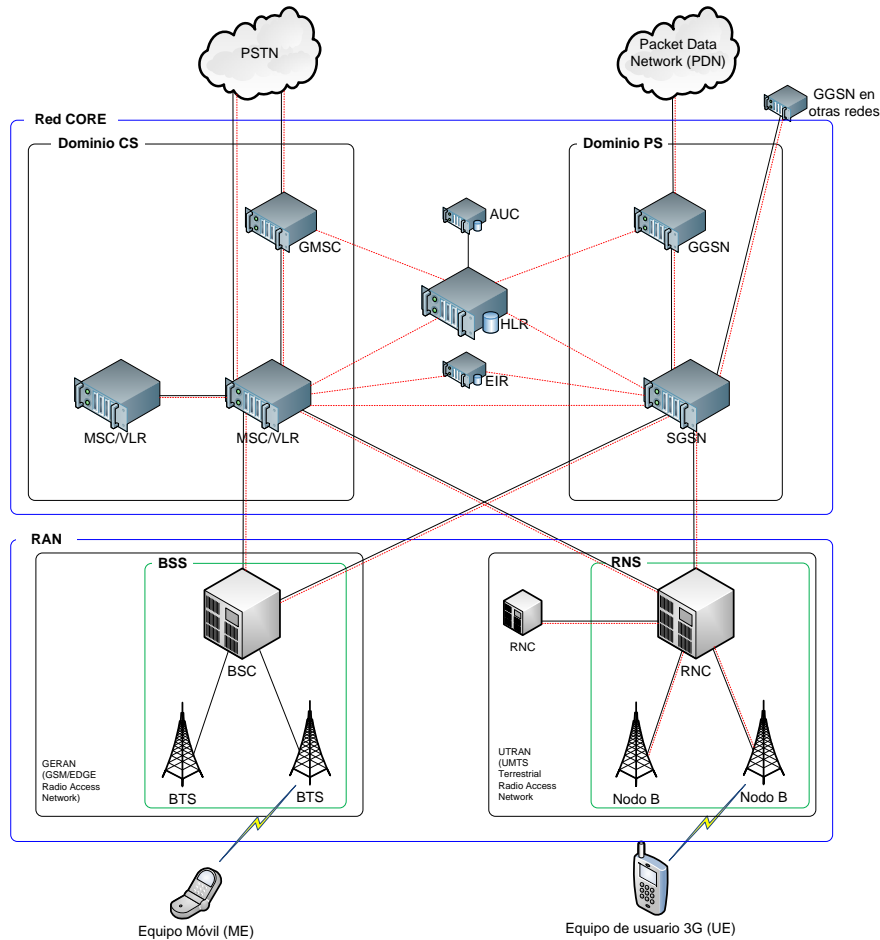 PSTN
Packet Data
Network (PDN)
GGSN en
otras redes
Red CORE
Dominio CS
Dominio PS
AUC
GMSC
GGSN
HLR
EIR
MSC/VLR
MSC/VLR
SGSN
RAN
BSS
RNS
RNC
BSC
RNC
GERAN
(GSM/EDGE
Radio Access
Network)
UTRAN
(UMTS
Terrestrial
Radio Access
Network
BTS
BTS
Nodo B
Nodo B
Equipo Móvil (ME)
Equipo de usuario 3G (UE)